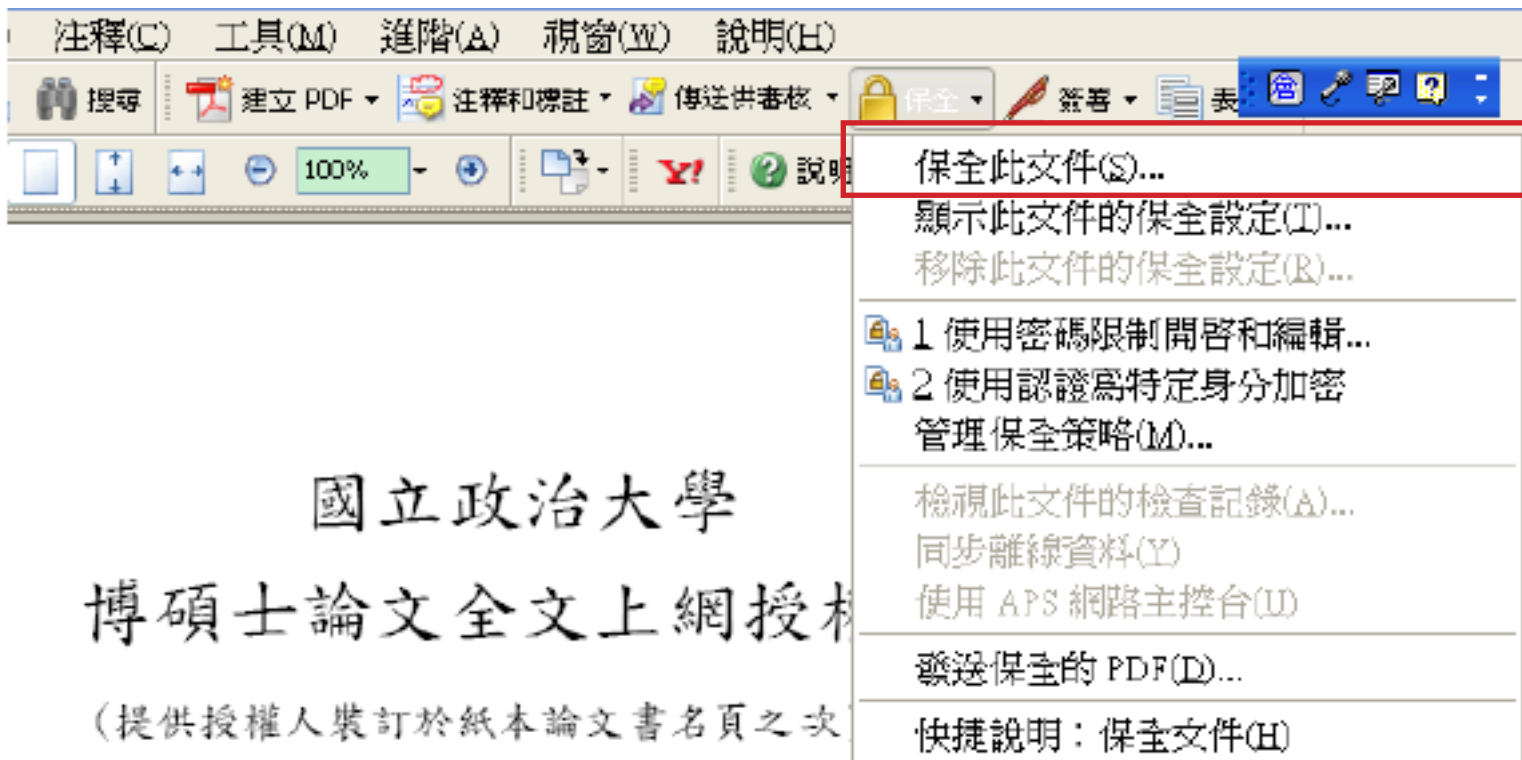 注釋(C) 工具(M) 進階(A) 視窗(W) 說明(H)
搜尋 建立 PDF 注釋和標註 傳送供審核 保全 簽署 表
100% Y! 說明
保全此文件(S)...
顯示此文件的保全設定(T)...
移除此文件的保全設定(R)...
1 使用密碼限制開啓和編輯...
2 使用認證爲特定身分加密
管理保全策略(M)...
檢視此文件的檢查記錄(A)...
同步離線資料(Y)
使用 APS 網路主控台(U)
發送保全的 PDF(D)...
快捷說明：保全文件(H)
國立政治大學
博碩士論文全文上網授權
（提供授權人裝訂於紙本論文書名頁之次